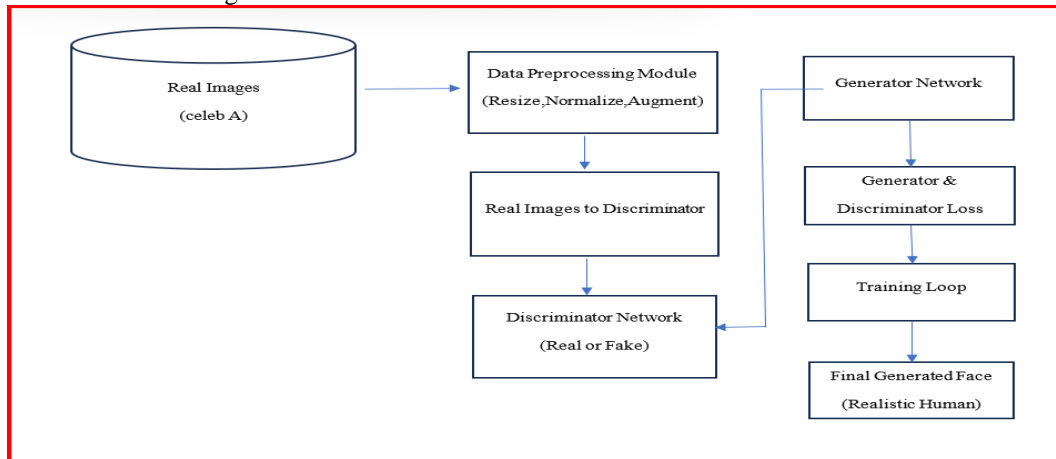 Real Images
(celeb A)
Data Preprocessing Module
(Resize,Normalize,Augment)
Real Images to Discriminator
Discriminator Network
(Real or Fake)
Generator Network
Generator &
Discriminator Loss
Training Loop
Final Generated Face
(Realistic Human)